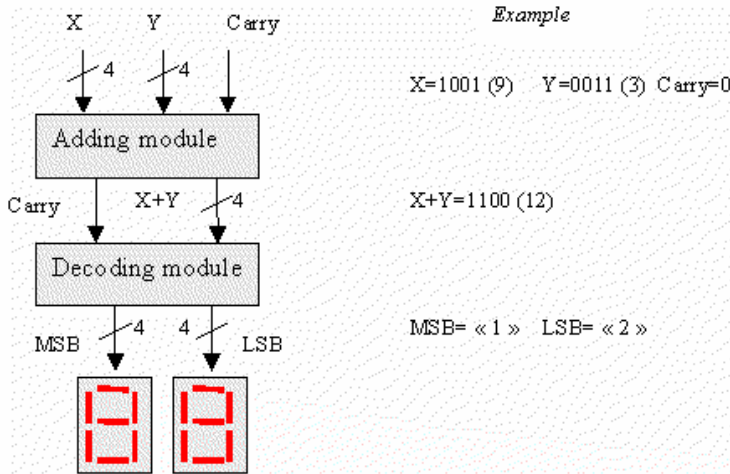 Example
X Y Carry
4 4
X=1001 (9) Y=0011 (3) Carry=0
Adding module
Carry X+Y 4
X+Y=1100 (12)
Decoding module
4 4
MSB LSB
MSB= « 1 » LSB= « 2 »